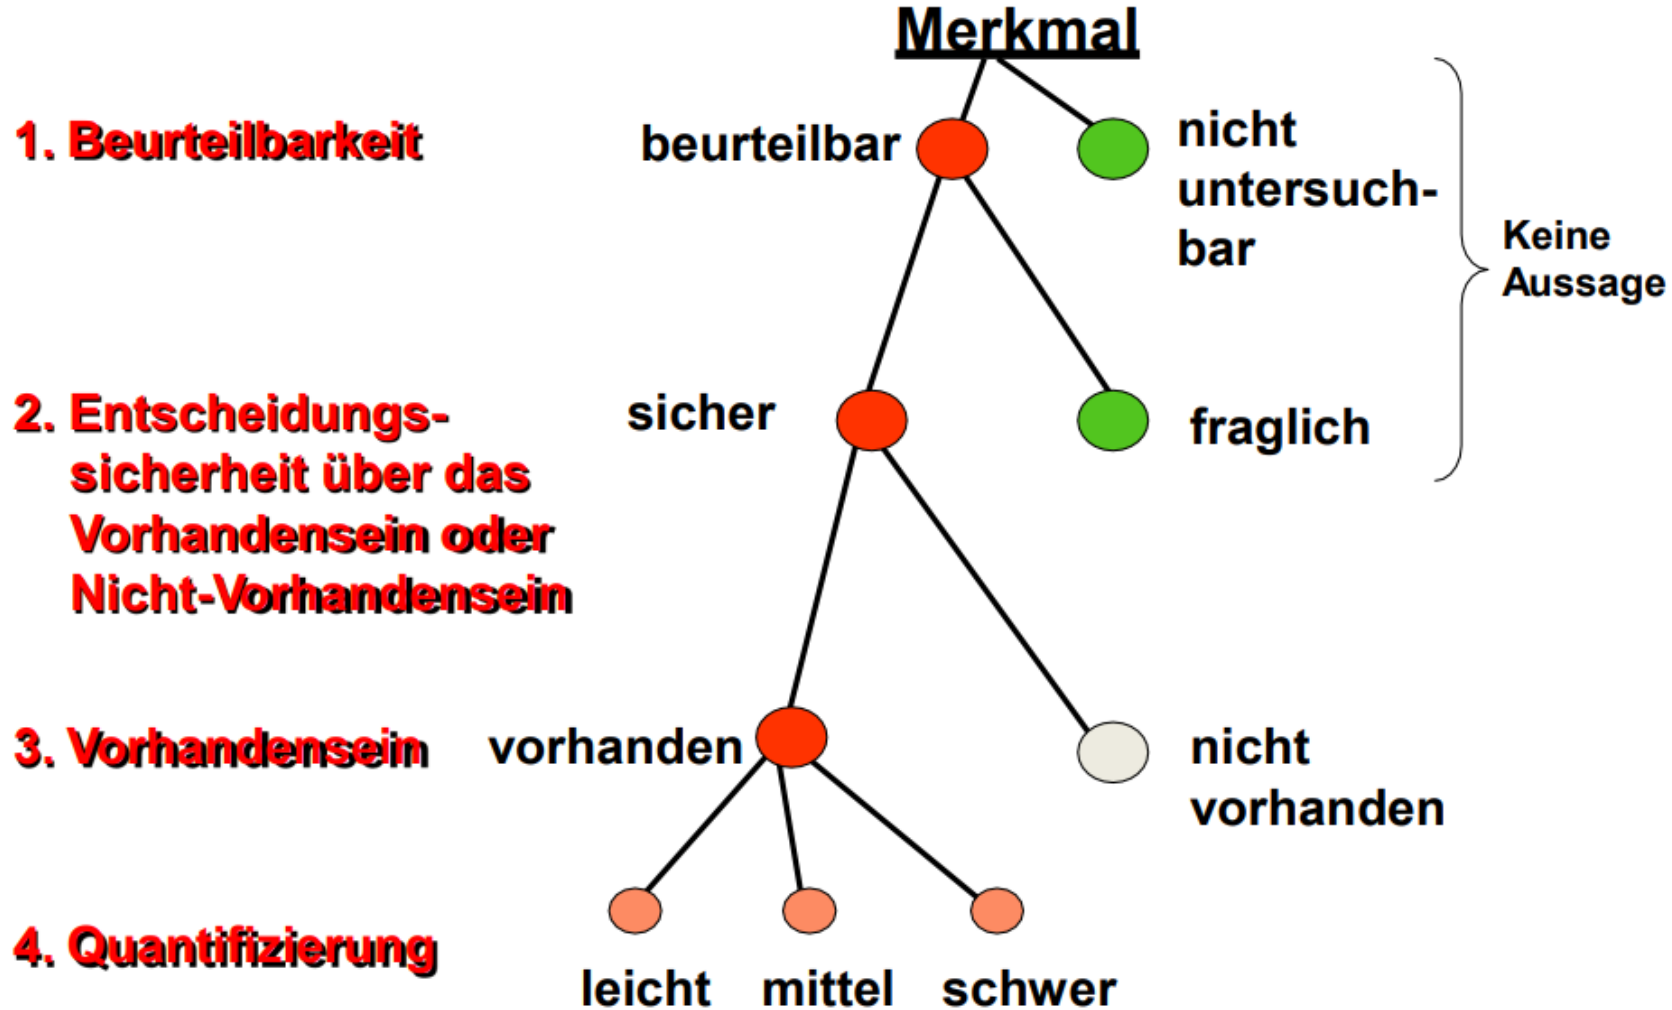 Merkmal
1. Beurteilbarkeit
beurteilbar
nicht
untersuch-
bar
Keine
Aussage
2. Entscheidungs-
sicherheit über das
Vorhandensein oder
Nicht-Vorhandensein
sicher
fraglich
3. Vorhandensein
vorhanden
nicht
vorhanden
4. Quantifizierung
leicht
mittel
schwer